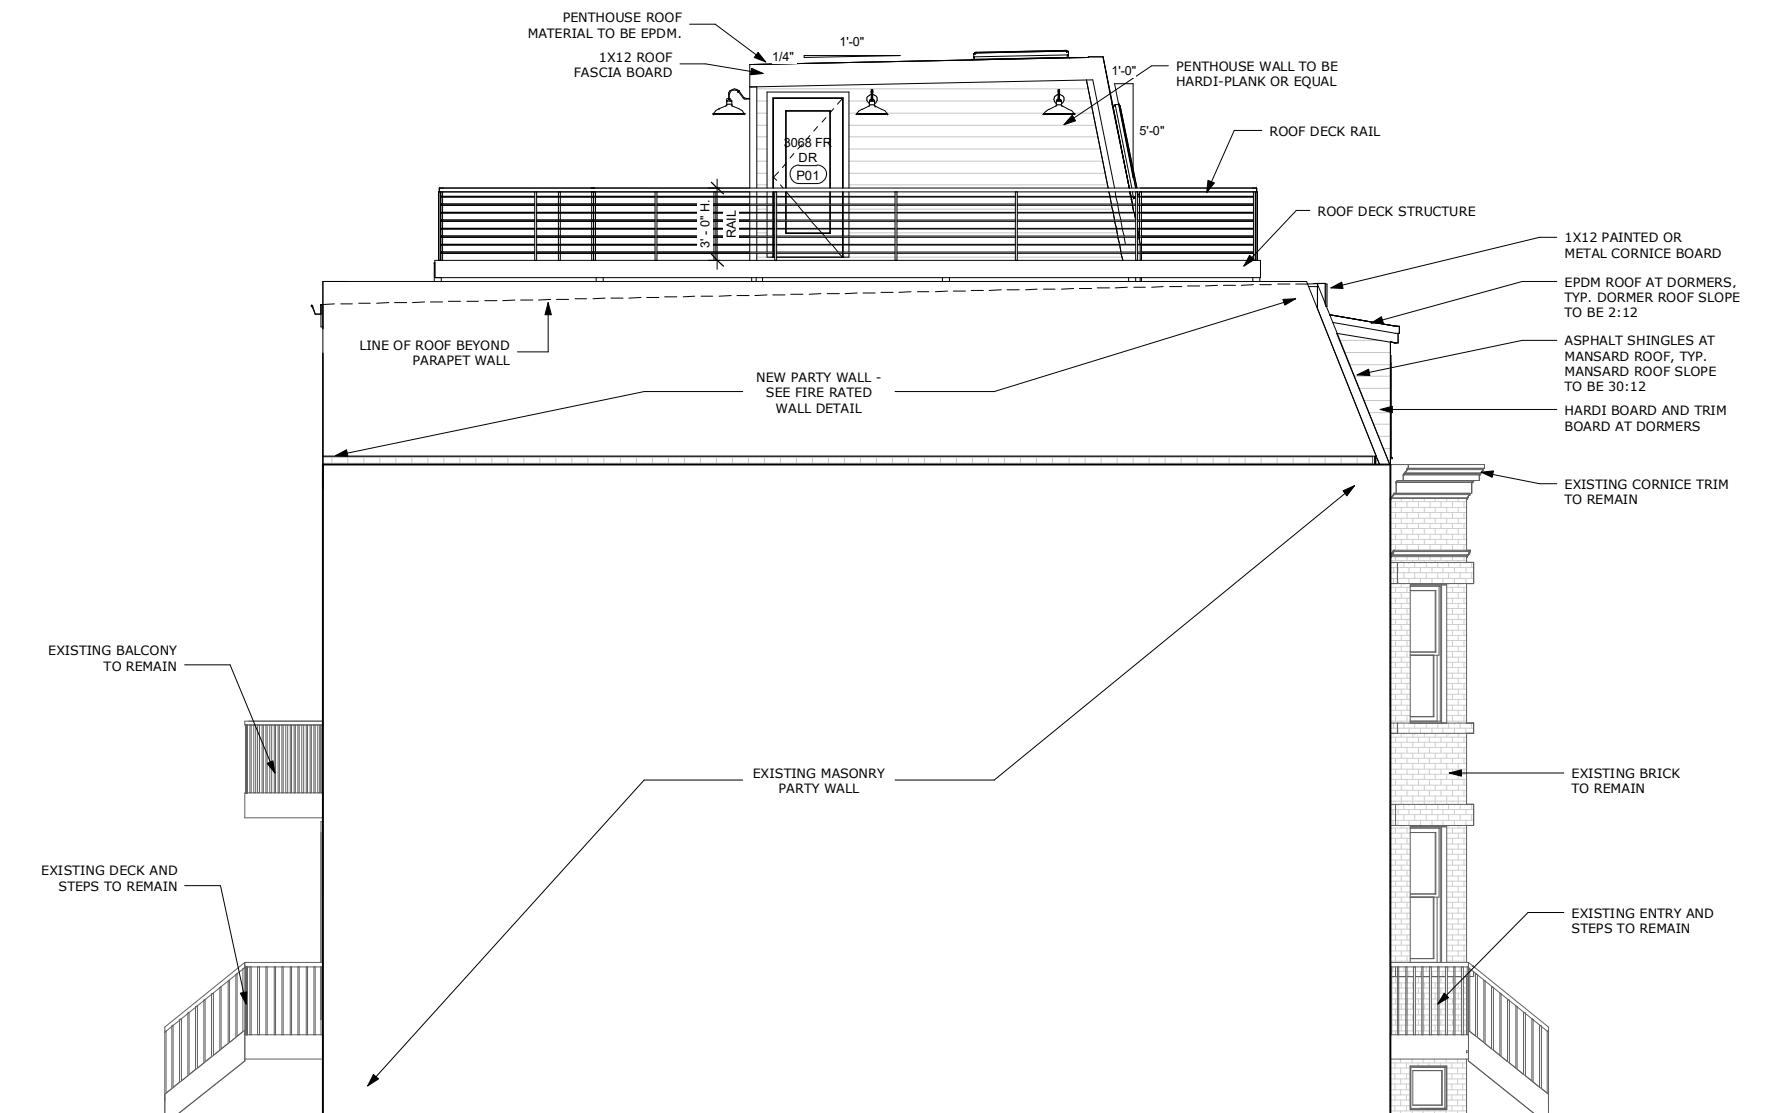 PENTHOUSE ROOF
MATERIAL TO BE EPDM.
1X12 ROOF
FASCIA BOARD
1/4"
1'-0"
1'-0"
5'-0"
PENTHOUSE WALL TO BE
HARDI-PLANK OR EQUAL
ROOF DECK RAIL
3068 FR
DR
P01
3' - 0" H.
RAIL
ROOF DECK STRUCTURE
1X12 PAINTED OR
METAL CORNICE BOARD
EPDM ROOF AT DORMERS,
TYP. DORMER ROOF SLOPE
TO BE 2:12
LINE OF ROOF BEYOND
PARAPET WALL
ASPHALT SHINGLES AT
MANSARD ROOF, TYP.
MANSARD ROOF SLOPE
TO BE 30:12
NEW PARTY WALL -
SEE FIRE RATED
WALL DETAIL
HARDI BOARD AND TRIM
BOARD AT DORMERS
EXISTING CORNICE TRIM
TO REMAIN
EXISTING BALCONY
TO REMAIN
EXISTING MASONRY
PARTY WALL
EXISTING BRICK
TO REMAIN
EXISTING DECK AND
STEPS TO REMAIN
EXISTING ENTRY AND
STEPS TO REMAIN